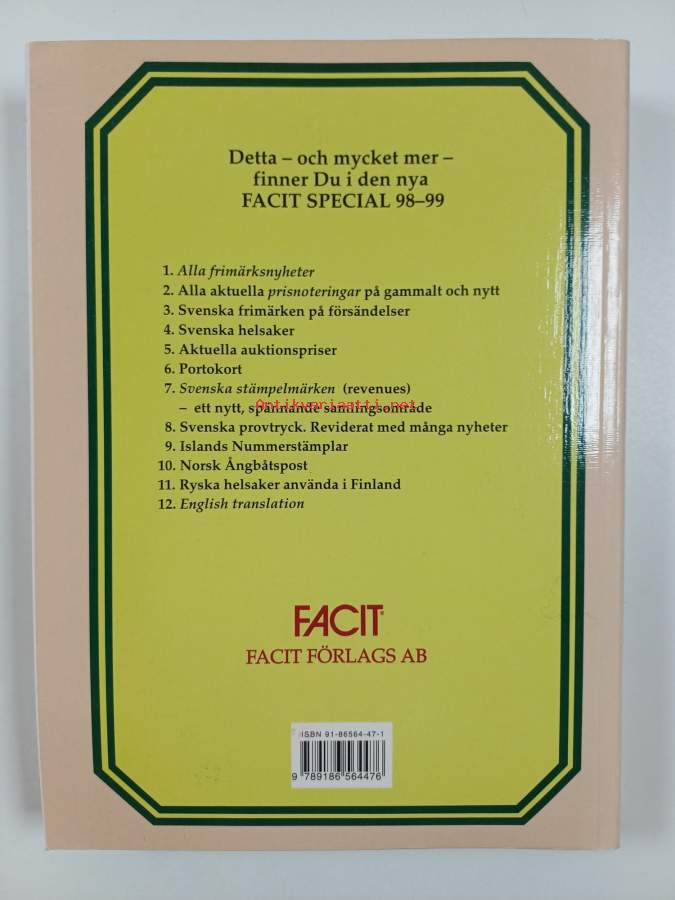 Detta – och mycket mer –
finner Du i den nya
FACIT SPECIAL 98–99
1. Alla frimärksnyheter
2. Alla aktuella prisnoteringar på gammalt och nytt
3. Svenska frimärken på försändelser
4. Svenska helsaker
5. Aktuella auktionspriser
6. Portokort
7. Svenska stämpelmärken (revenues)
– ett nytt, spännande samlingsområde
Antikvariaatti.net
8. Svenska provtryck. Reviderat med många nyheter
9. Islands Nummerstämplar
10. Norsk Ångbåtspost
11. Ryska helsaker använda i Finland
12. English translation
FACIT®
FACIT FÖRLAGS AB
ISBN 91-86564-47-1
9 789186 564476